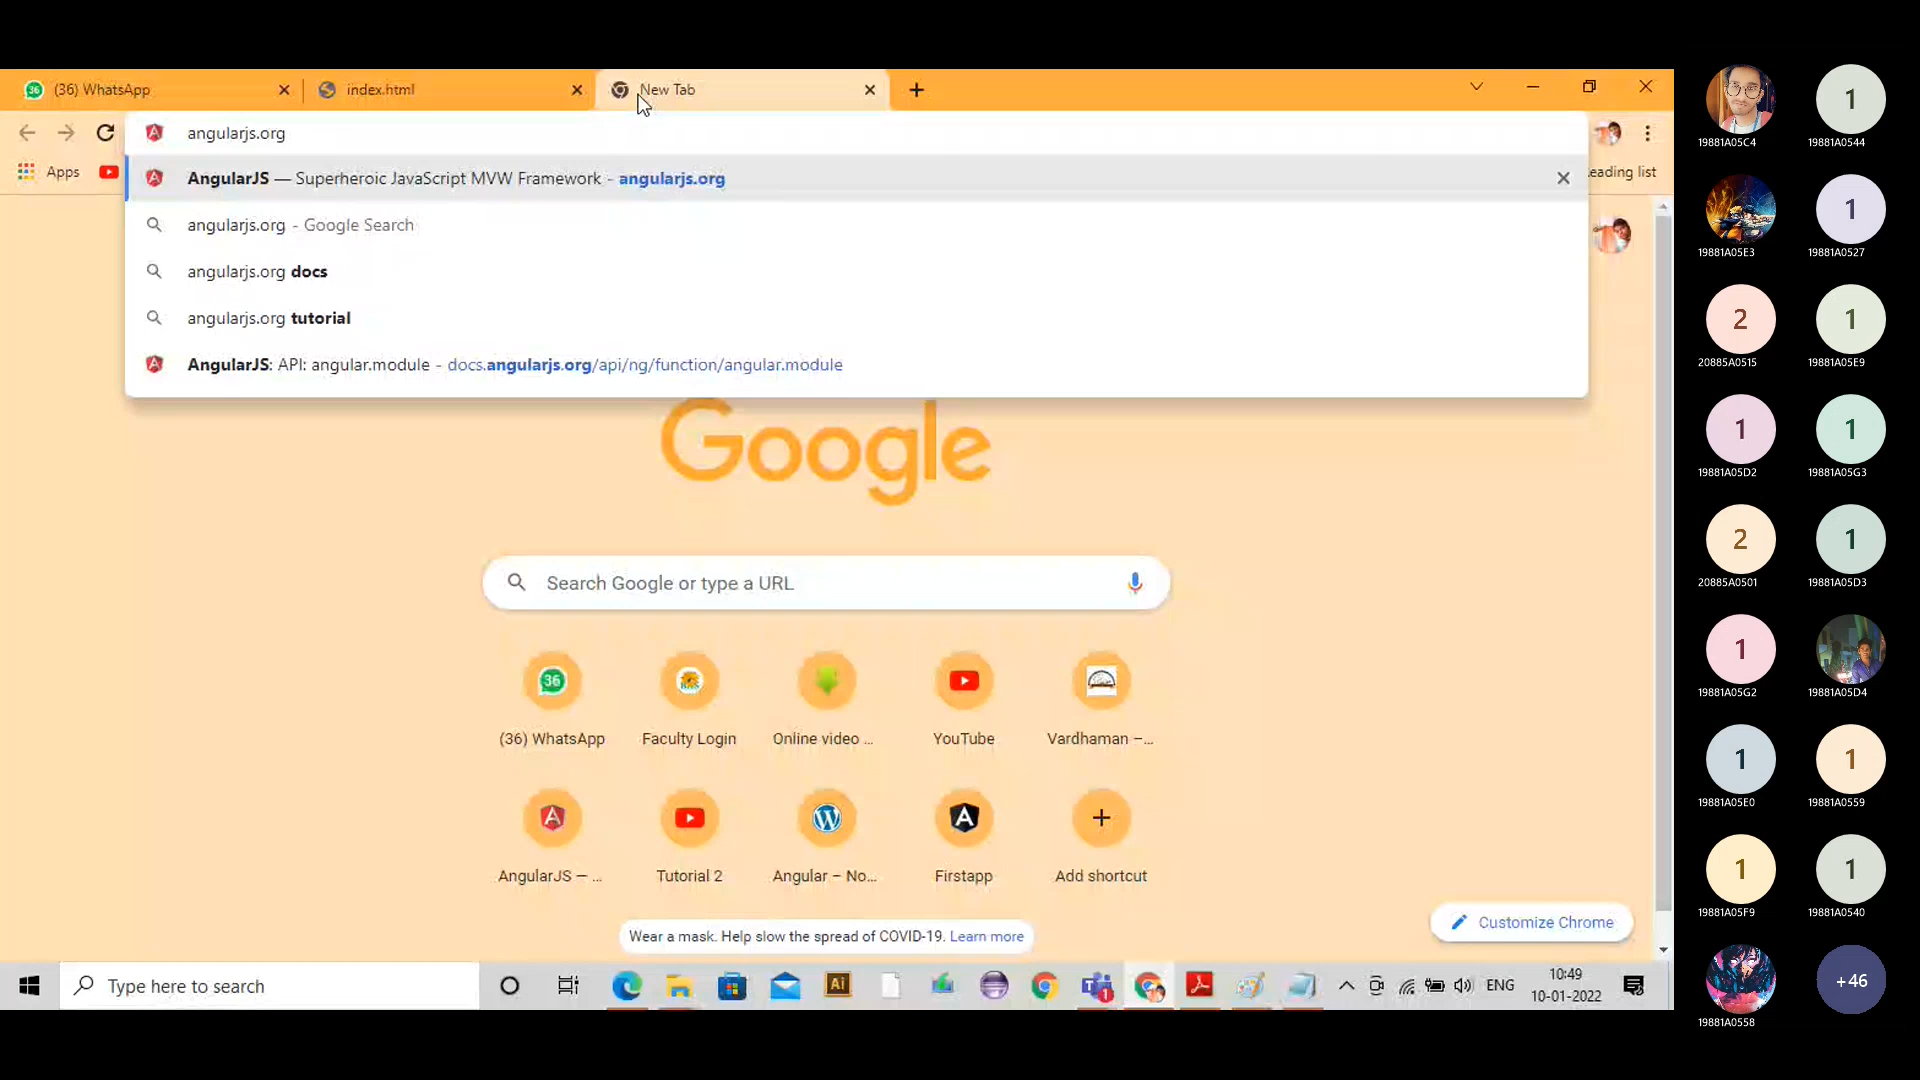 36 (36) WhatsApp
index.html
New Tab
angularjs.org
Apps
eading list
AngularJS — Superheroic JavaScript MVW Framework - angularjs.org
angularjs.org - Google Search
angularjs.org docs
angularjs.org tutorial
AngularJS: API: angular.module - docs.angularjs.org/api/ng/function/angular.module
Google
Search Google or type a URL
36
(36) WhatsApp
Faculty Login
Online video ...
YouTube
Vardhaman –...
AngularJS — ...
Tutorial 2
Angular – No...
Firstapp
Add shortcut
Wear a mask. Help slow the spread of COVID-19. Learn more
Customize Chrome
Type here to search
Ai
1
ENG
10:49
10-01-2022
19881A05C4
1
19881A0544
19881A05E3
1
19881A0527
2
20885A0515
1
19881A05E9
1
19881A05D2
1
19881A05G3
2
20885A0501
1
19881A05D3
1
19881A05G2
19881A05D4
1
19881A05E0
1
19881A0559
1
19881A05F9
1
19881A0540
19881A0558
+46